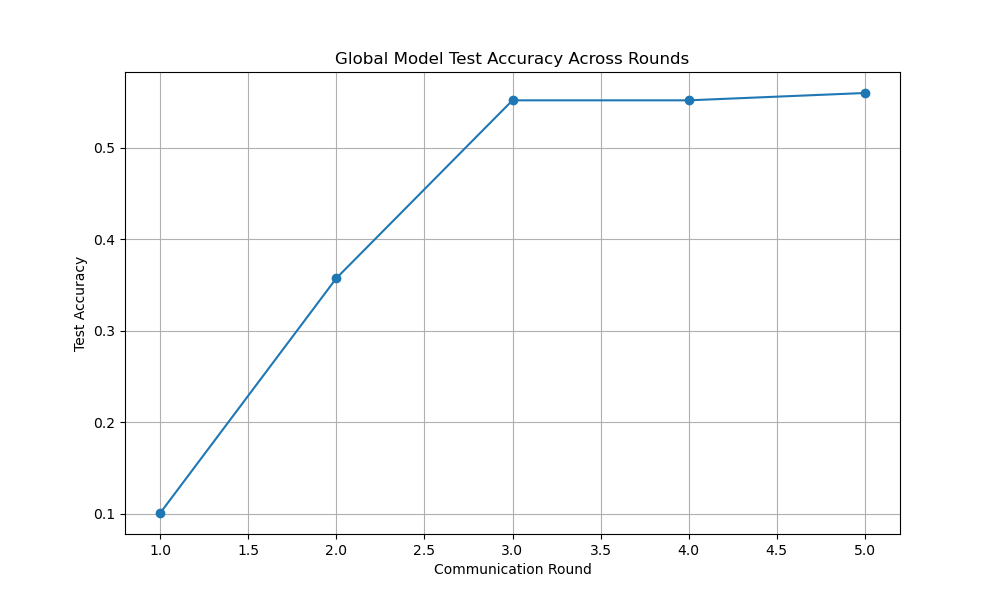 Global Model Test Accuracy Across Rounds
Test Accuracy
0.5
0.4
0.3
0.2
0.1
1.0 1.5 2.0 2.5 3.0 3.5 4.0 4.5 5.0
Communication Round